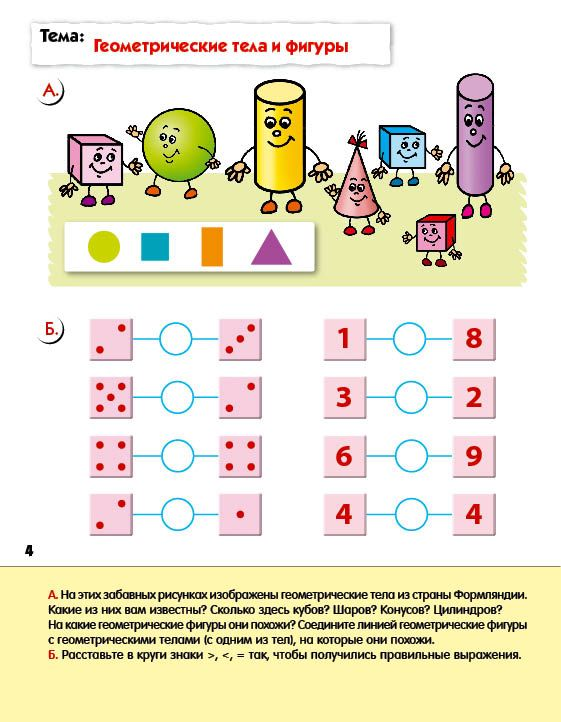 Тема: Геометрические тела и фигуры
А.
Б.
1 8
3 2
6 9
4 4
4
А. На этих забавных рисунках изображены геометрические тела из страны Формляндии.
Какие из них вам известны? Сколько здесь кубов? Шаров? Конусов? Цилиндров?
На какие геометрические фигуры они похожи? Соедините линией геометрические фигуры
с геометрическими телами (с одним из тел), на которые они похожи.
Б. Расставьте в круги знаки >, <, = так, чтобы получились правильные выражения.